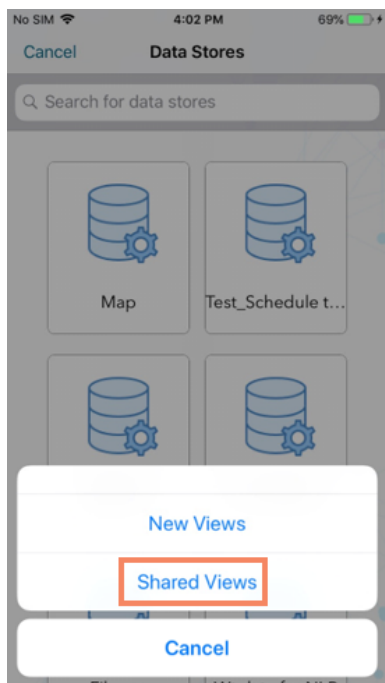 No SIM 4:02 PM 69%
Cancel Data Stores
Search for data stores
Map Test_Schedule t...
New Views
Shared Views
Cancel